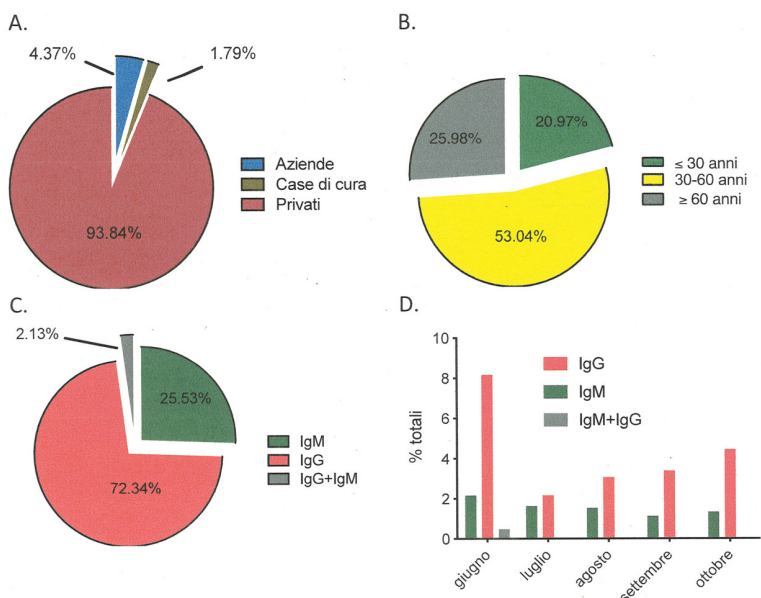 A.
4.37%
1.79%
93.84%
Aziende
Case di cura
Privati
B.
20.97%
25.98%
53.04%
≤ 30 anni
30-60 anni
≥ 60 anni
C.
2.13%
25.53%
72.34%
IgM
IgG
IgG+IgM
D.
10
8
6
4
2
0
% totali
IgG
IgM
IgM+IgG
giugno
luglio
agosto
settembre
ottobre